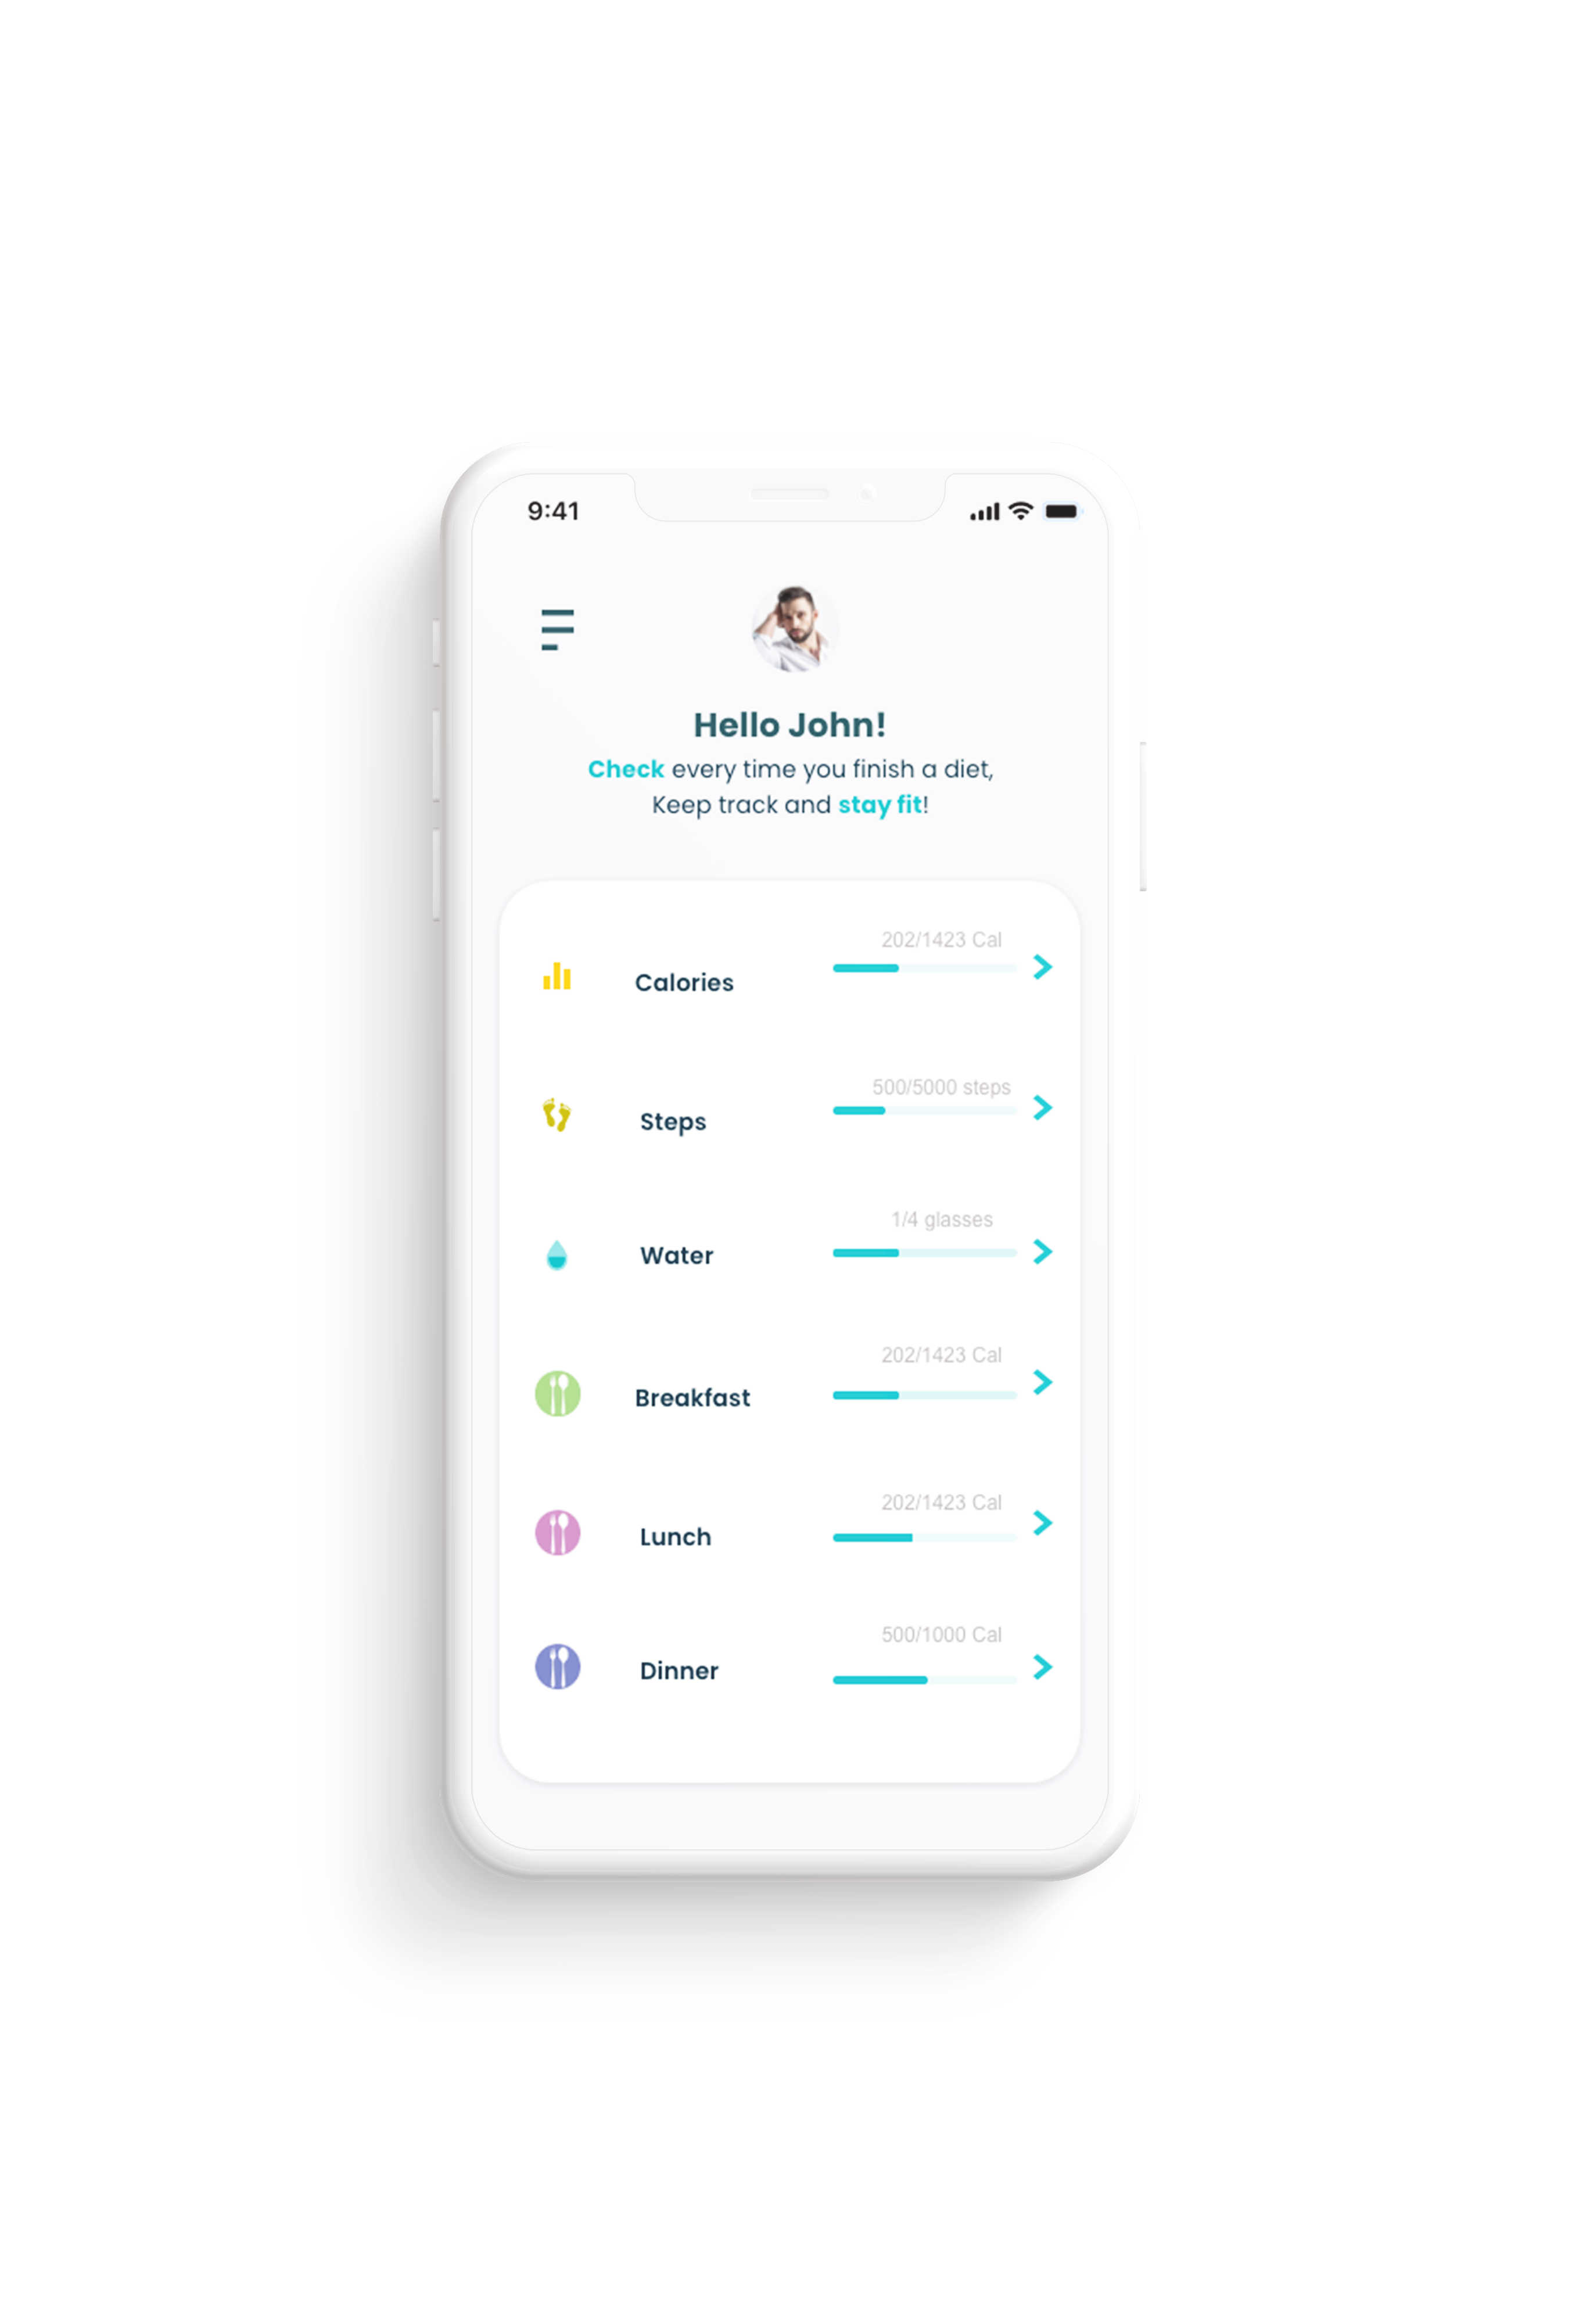 9:41
Hello John!
Check every time you finish a diet,
Keep track and stay fit!
202/1423 Cal
Calories
500/5000 steps
Steps
1/4 glasses
Water
202/1423 Cal
Breakfast
202/1423 Cal
Lunch
500/1000 Cal
Dinner